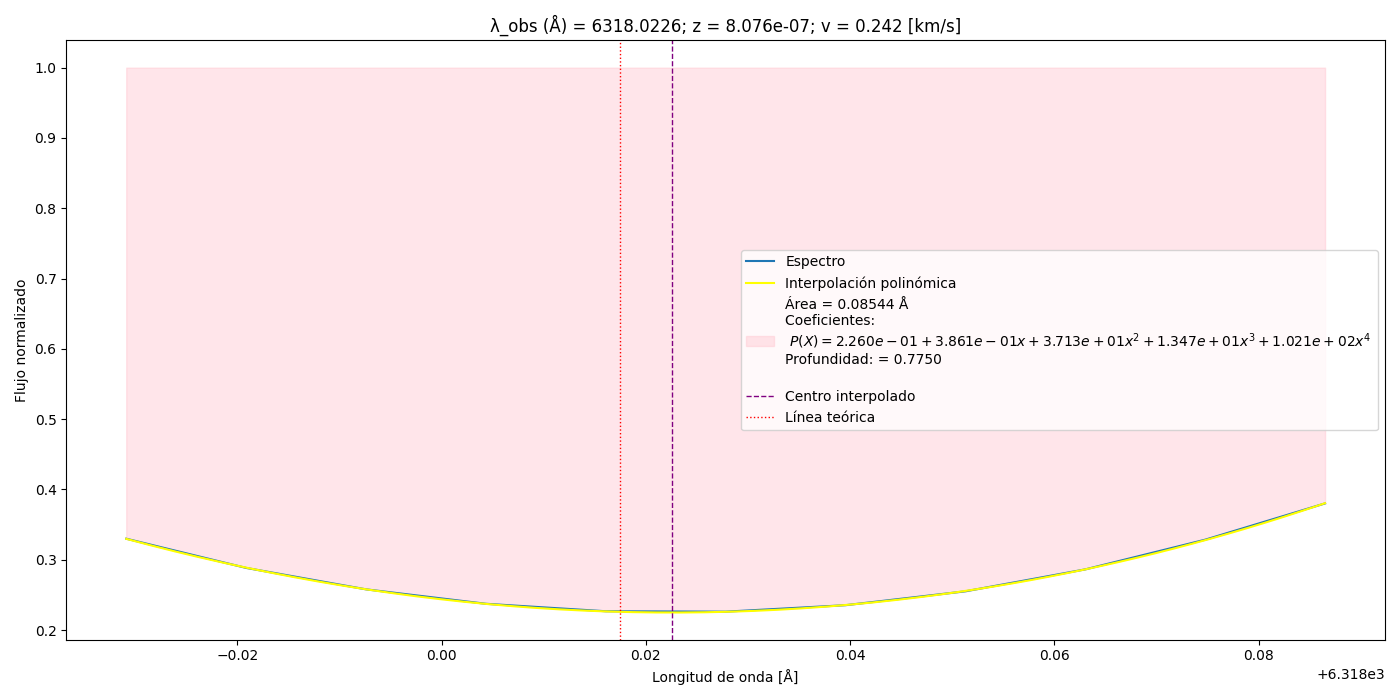 λ_obs (Å) = 6318.0226; z = 8.076e-07; v = 0.242 [km/s]
Flujo normalizado
1.0
0.9
0.8
0.7
0.6
0.5
0.4
0.3
0.2
Espectro
Interpolación polinómica
Área = 0.08544 Å
Coeficientes:
P(X) = 2.260e − 01 + 3.861e − 01x + 3.713e + 01x² + 1.347e + 01x³ + 1.021e + 02x⁴
Profundidad: = 0.7750
Centro interpolado
Línea teórica
−0.02 0.00 0.02 0.04 0.06 0.08
+6.318e3
Longitud de onda [Å]